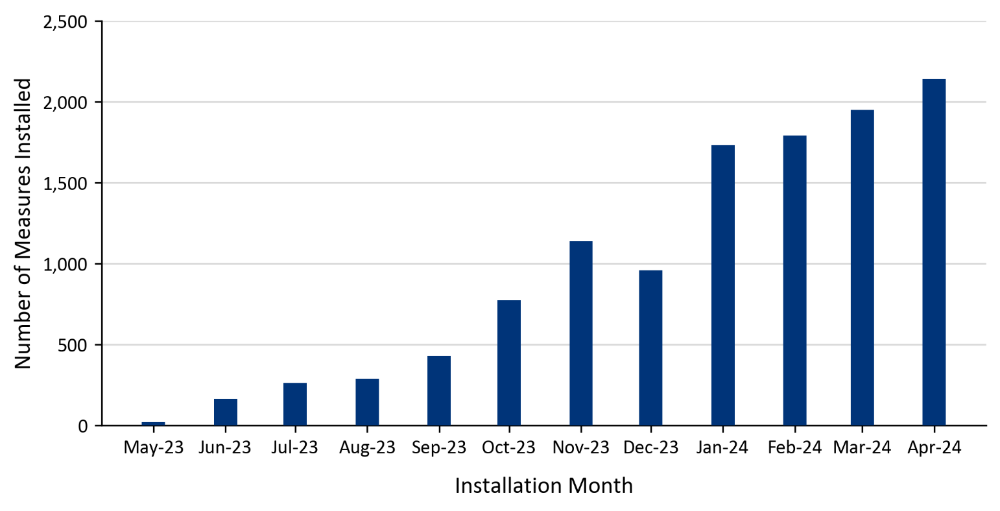 2,500
2,000
1,500
1,000
500
0
Number of Measures Installed
May-23 Jun-23 Jul-23 Aug-23 Sep-23 Oct-23 Nov-23 Dec-23 Jan-24 Feb-24 Mar-24 Apr-24
Installation Month